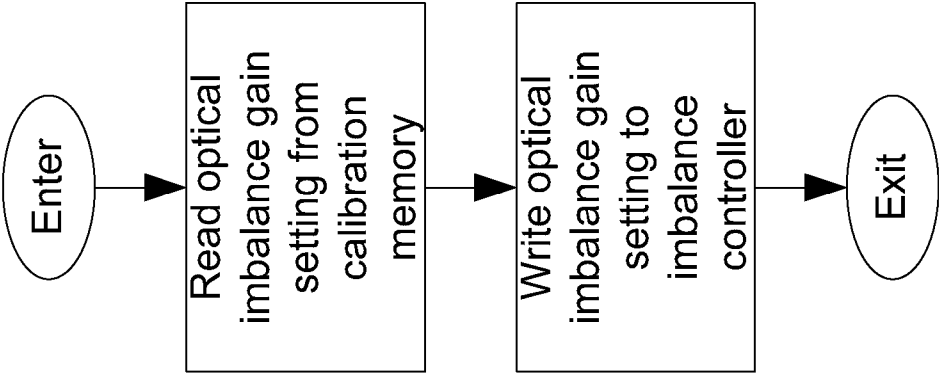 Enter
Read optical
imbalance gain
setting from
calibration
memory
Write optical
imbalance gain
setting to
imbalance
controller
Exit